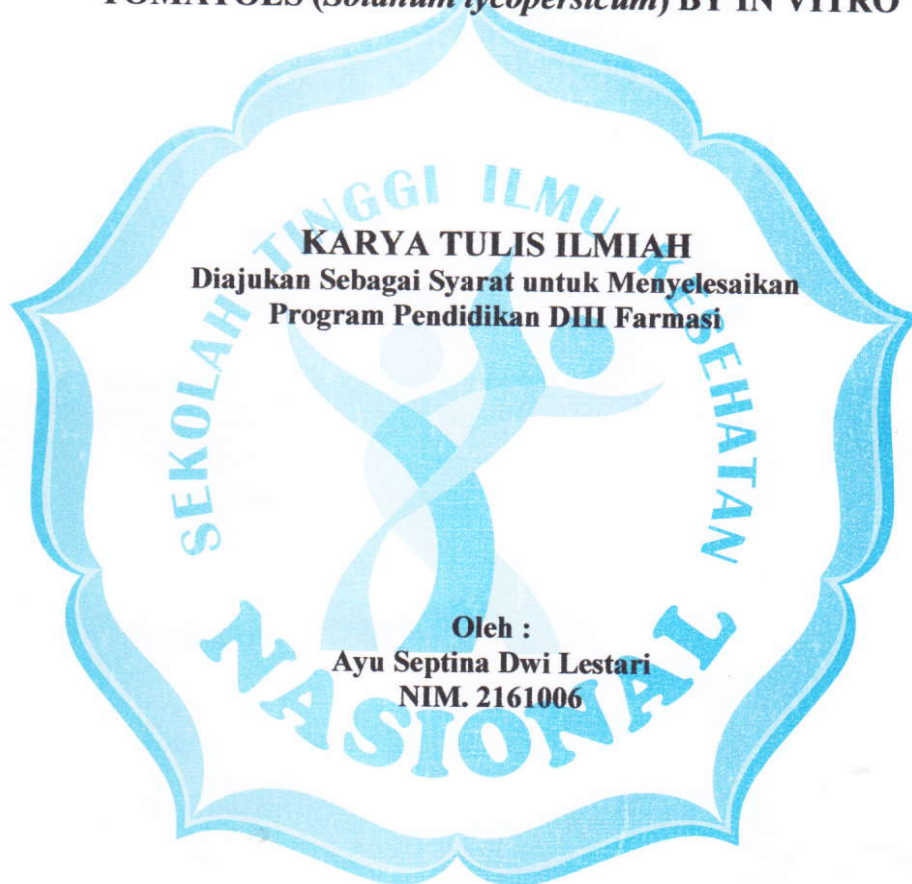 TOMATOES (Solanum lycopersicum) BY IN VITRO
SEKOLAH TINGGI ILMU KESEHATAN
KARYA TULIS ILMIAH
Diajukan Sebagai Syarat untuk Menyelesaikan
Program Pendidikan DIII Farmasi
Oleh :
Ayu Septina Dwi Lestari
NIM. 2161006
NASIONAL